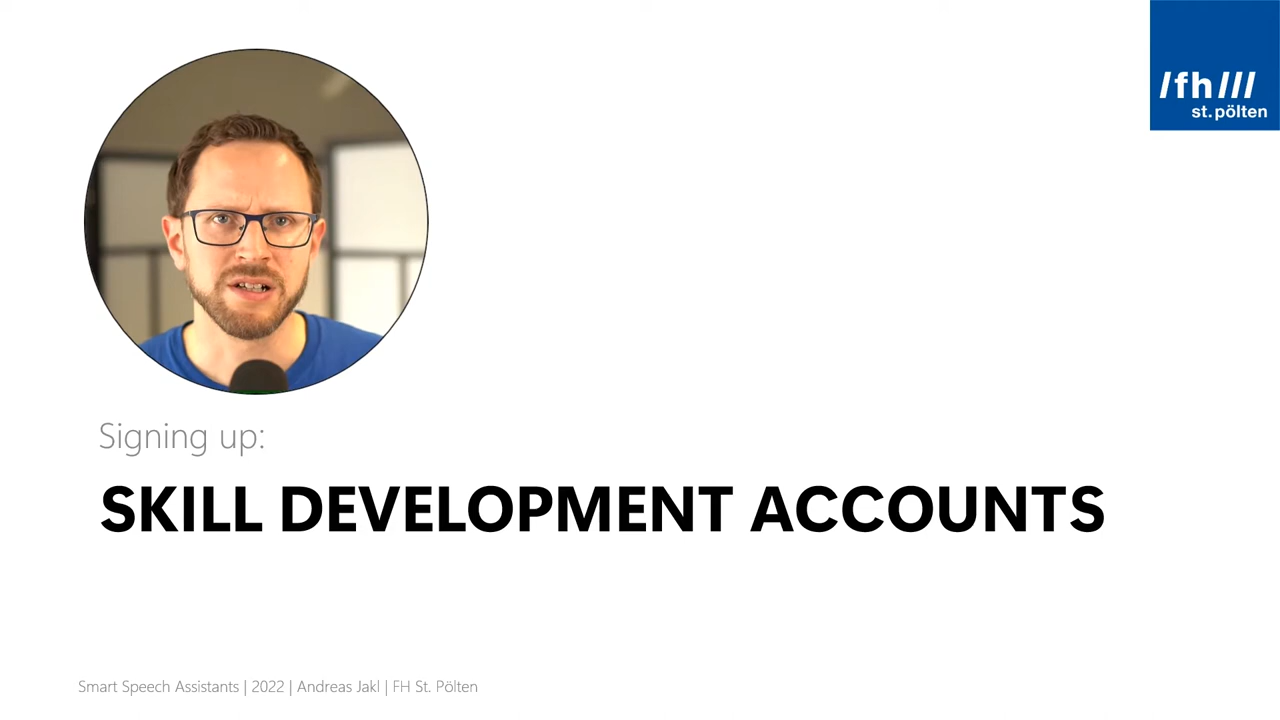 fh
st. pölten
Signing up:
SKILL DEVELOPMENT ACCOUNTS
Smart Speech Assistants | 2022 | Andreas Jakl | FH St. Pölten